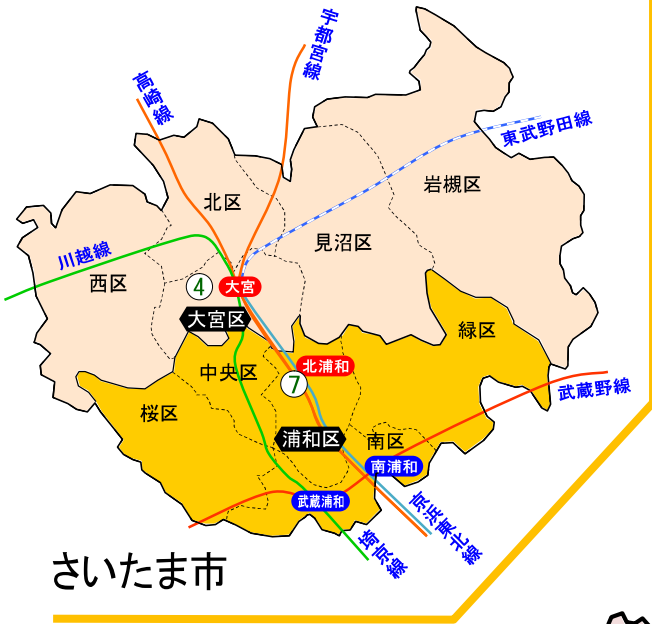 宇都宮線
高崎線
東武野田線
岩槻区
北区
見沼区
川越線
西区
④
大宮
大宮区
緑区
中央区
北浦和
⑦
武蔵野線
桜区
浦和区
南区
南浦和
武蔵浦和
京浜東北線
埼京線
さいたま市